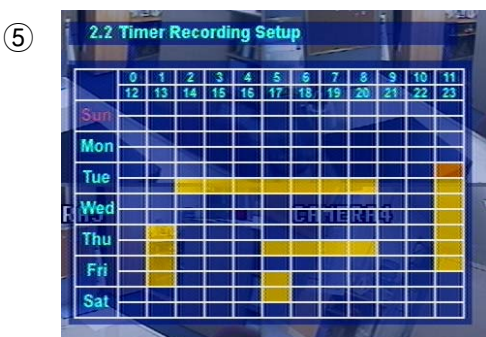 ⑤
2.2 Timer Recording Setup
0 1 2 3 4 5 6 7 8 9 10 11
12 13 14 15 16 17 18 19 20 21 22 23
Sun
Mon
Tue
Wed
CAMERA4
Thu
Fri
Sat